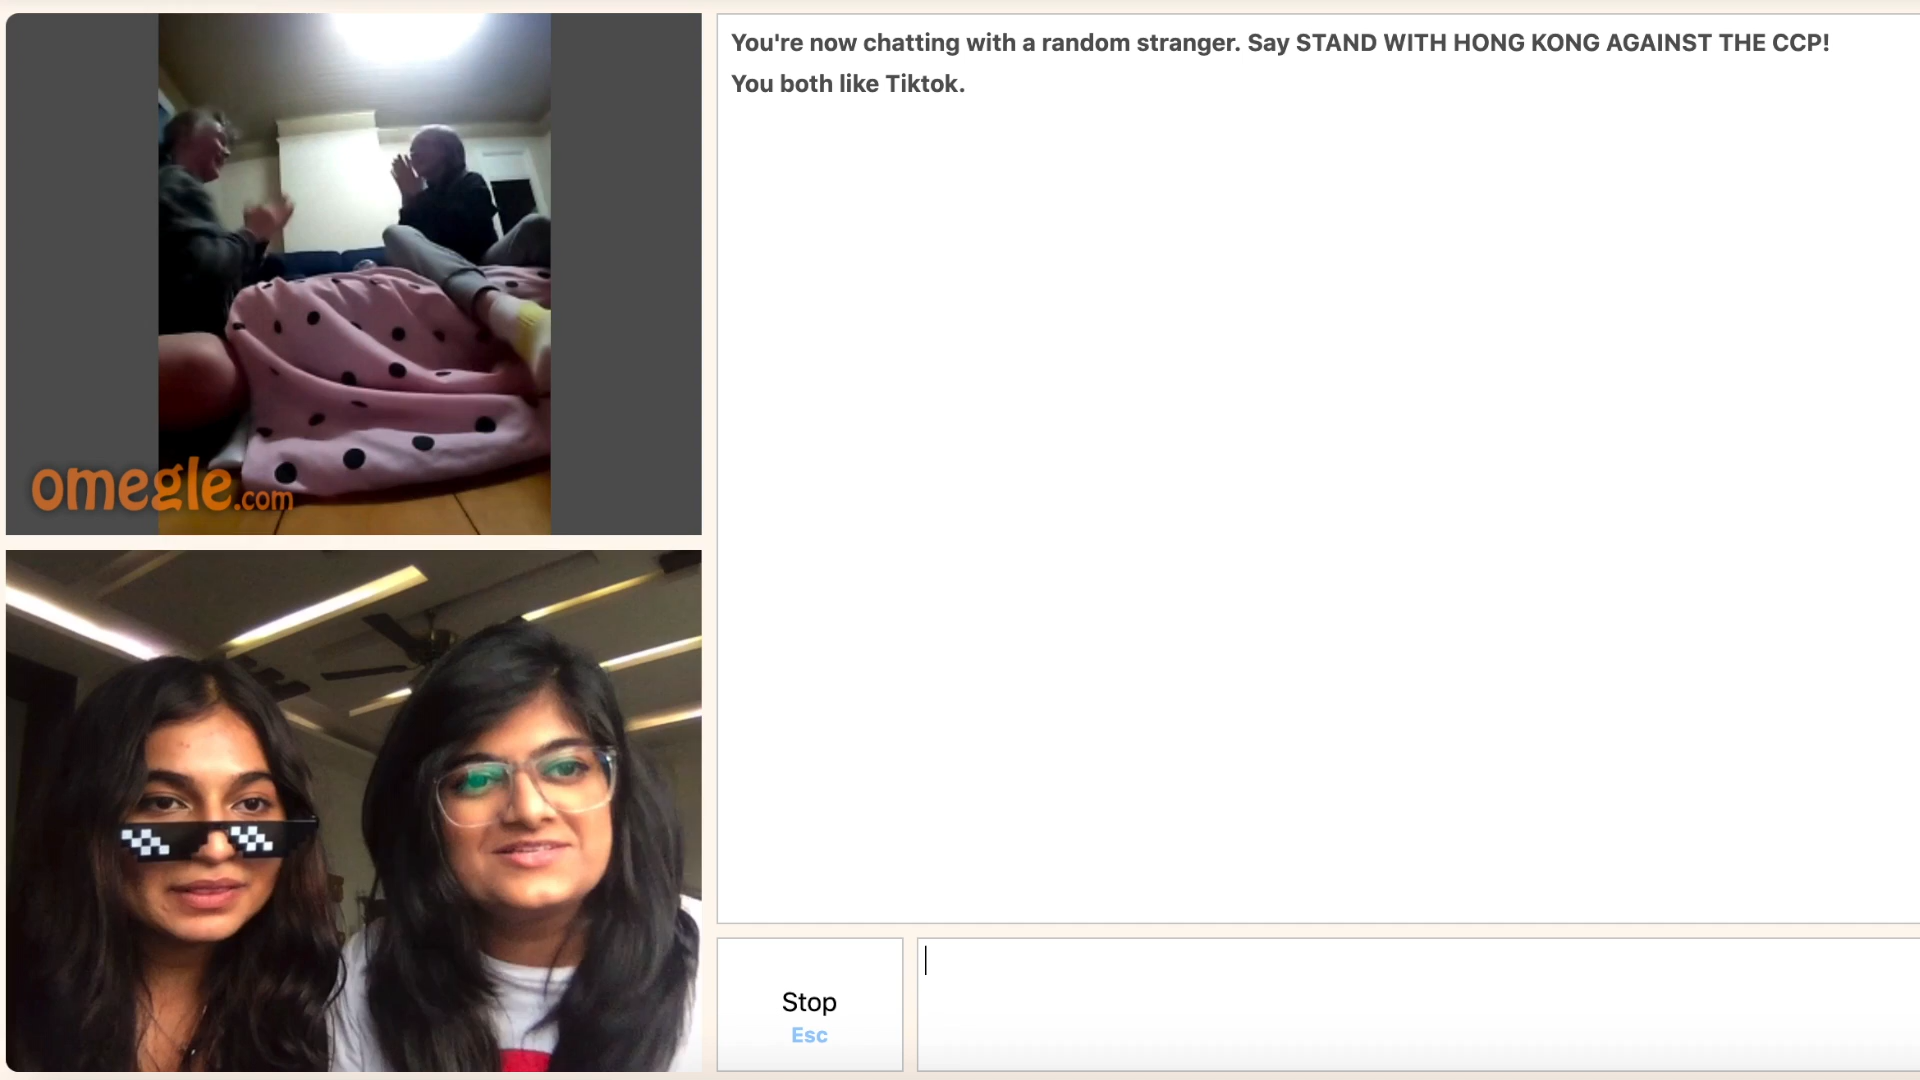 You're now chatting with a random stranger. Say STAND WITH HONG KONG AGAINST THE CCP!
You both like Tiktok.
omegle.com
Stop
Esc